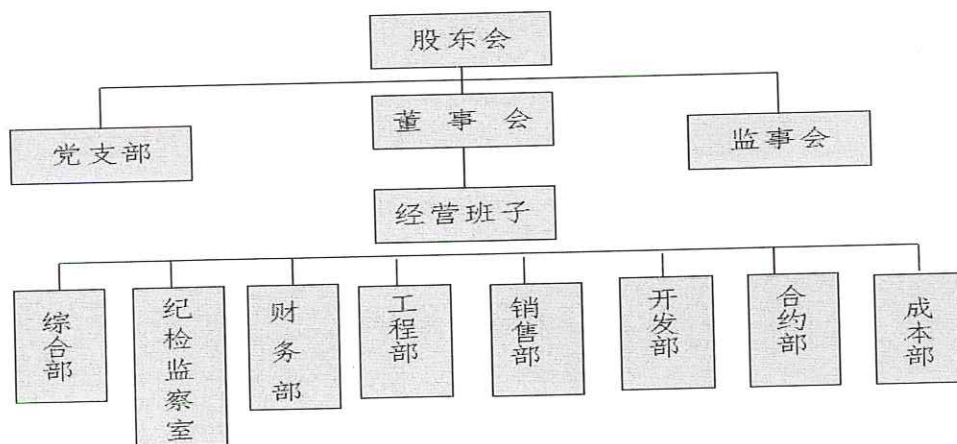 股东会
党支部
董事会
监事会
经营班子
综合部
纪检监察室
财务部
工程部
销售部
开发部
合约部
成本部